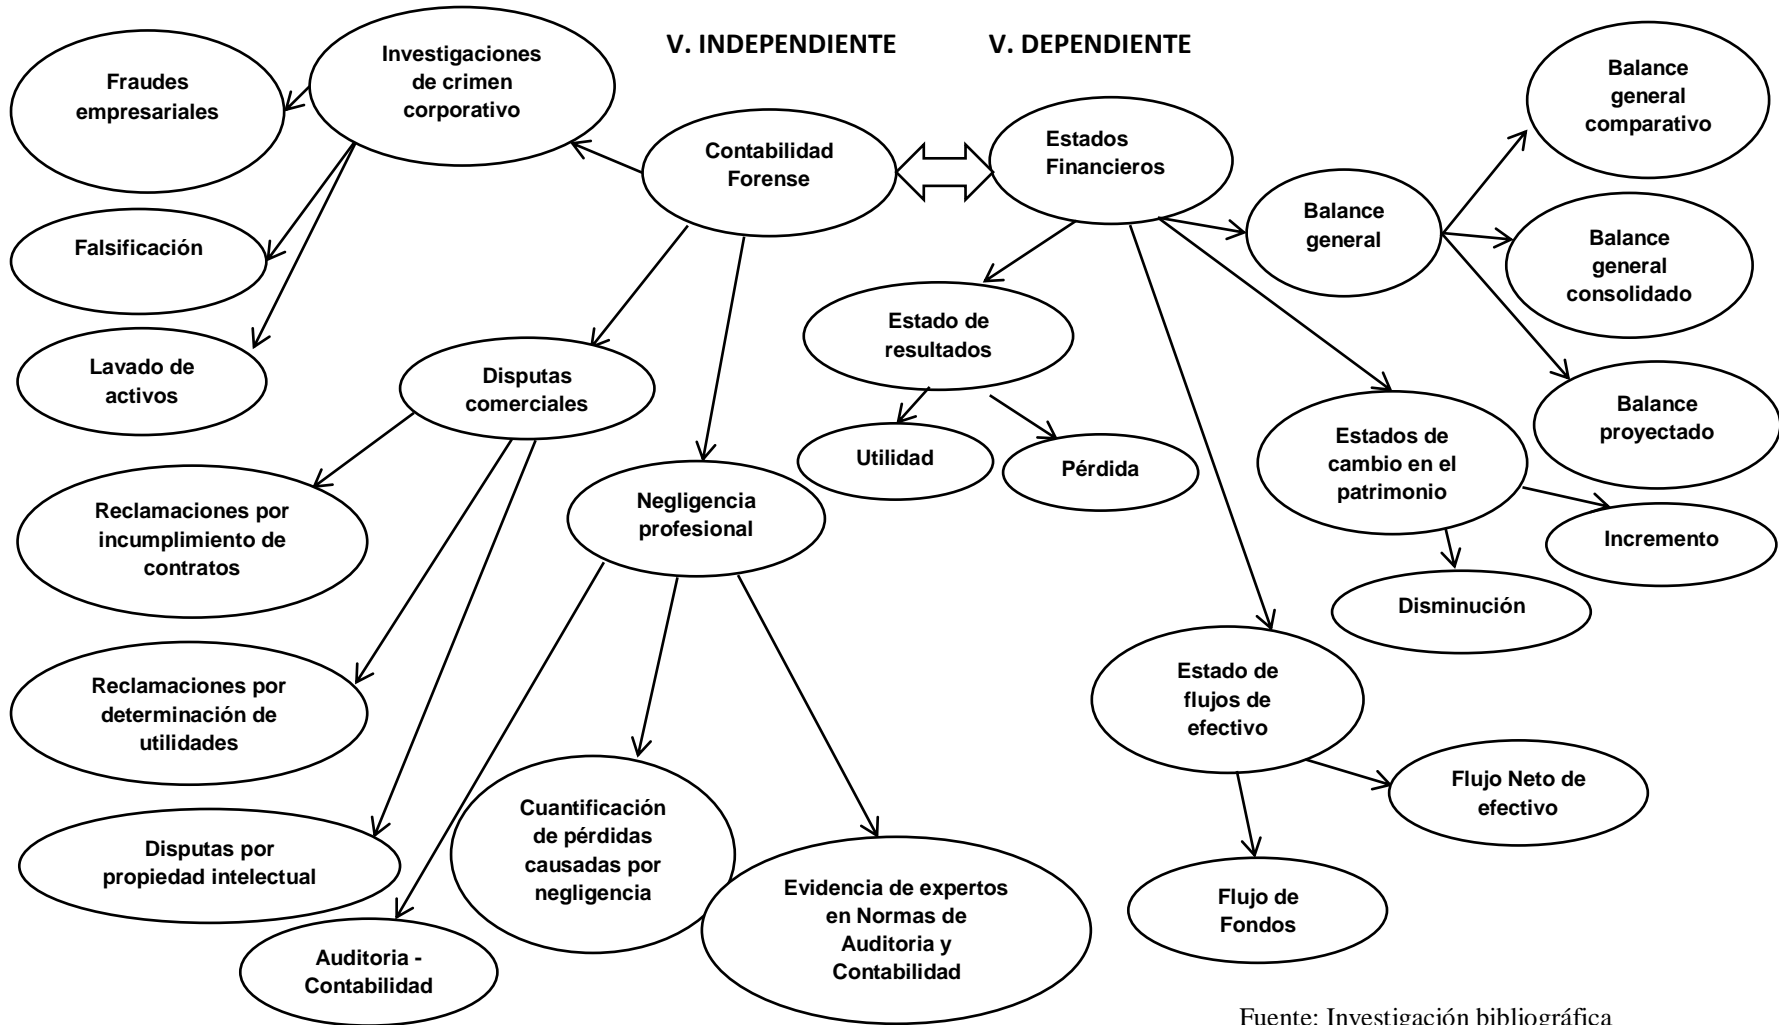 V. INDEPENDIENTE
V. DEPENDIENTE
Fraudes
empresariales
Investigaciones
de crimen
corporativo
Contabilidad
Forense
Estados
Financieros
Balance
general
Balance
general
comparativo
Balance
general
consolidado
Balance
proyectado
Falsificación
Lavado de
activos
Disputas
comerciales
Estado de
resultados
Utilidad
Pérdida
Estados de
cambio en el
patrimonio
Incremento
Disminución
Reclamaciones por
incumplimiento de
contratos
Negligencia
profesional
Reclamaciones por
determinación de
utilidades
Estado de
flujos de
efectivo
Flujo Neto de
efectivo
Flujo de
Fondos
Disputas por
propiedad intelectual
Cuantificación
de pérdidas
causadas por
negligencia
Evidencia de expertos
en Normas de
Auditoria y
Contabilidad
Auditoria -
Contabilidad
Fuente: Investigación bibliográfica